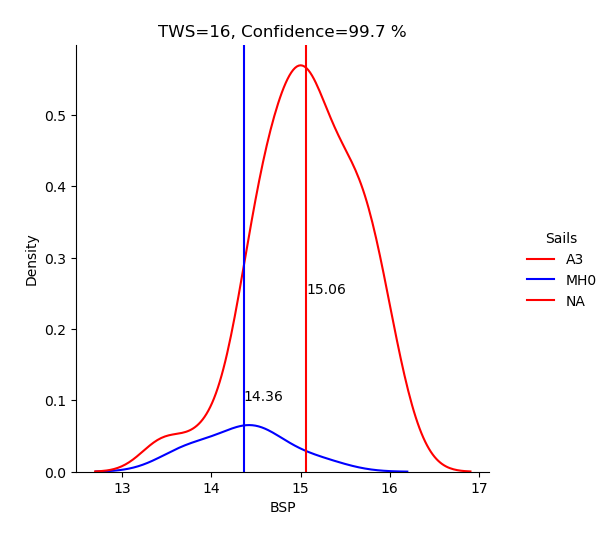 TWS=16, Confidence=99.7 %
Density
0.5
0.4
0.3
0.2
0.1
0.0
15.06
14.36
13 14 15 16 17
BSP
Sails
A3
MH0
NA